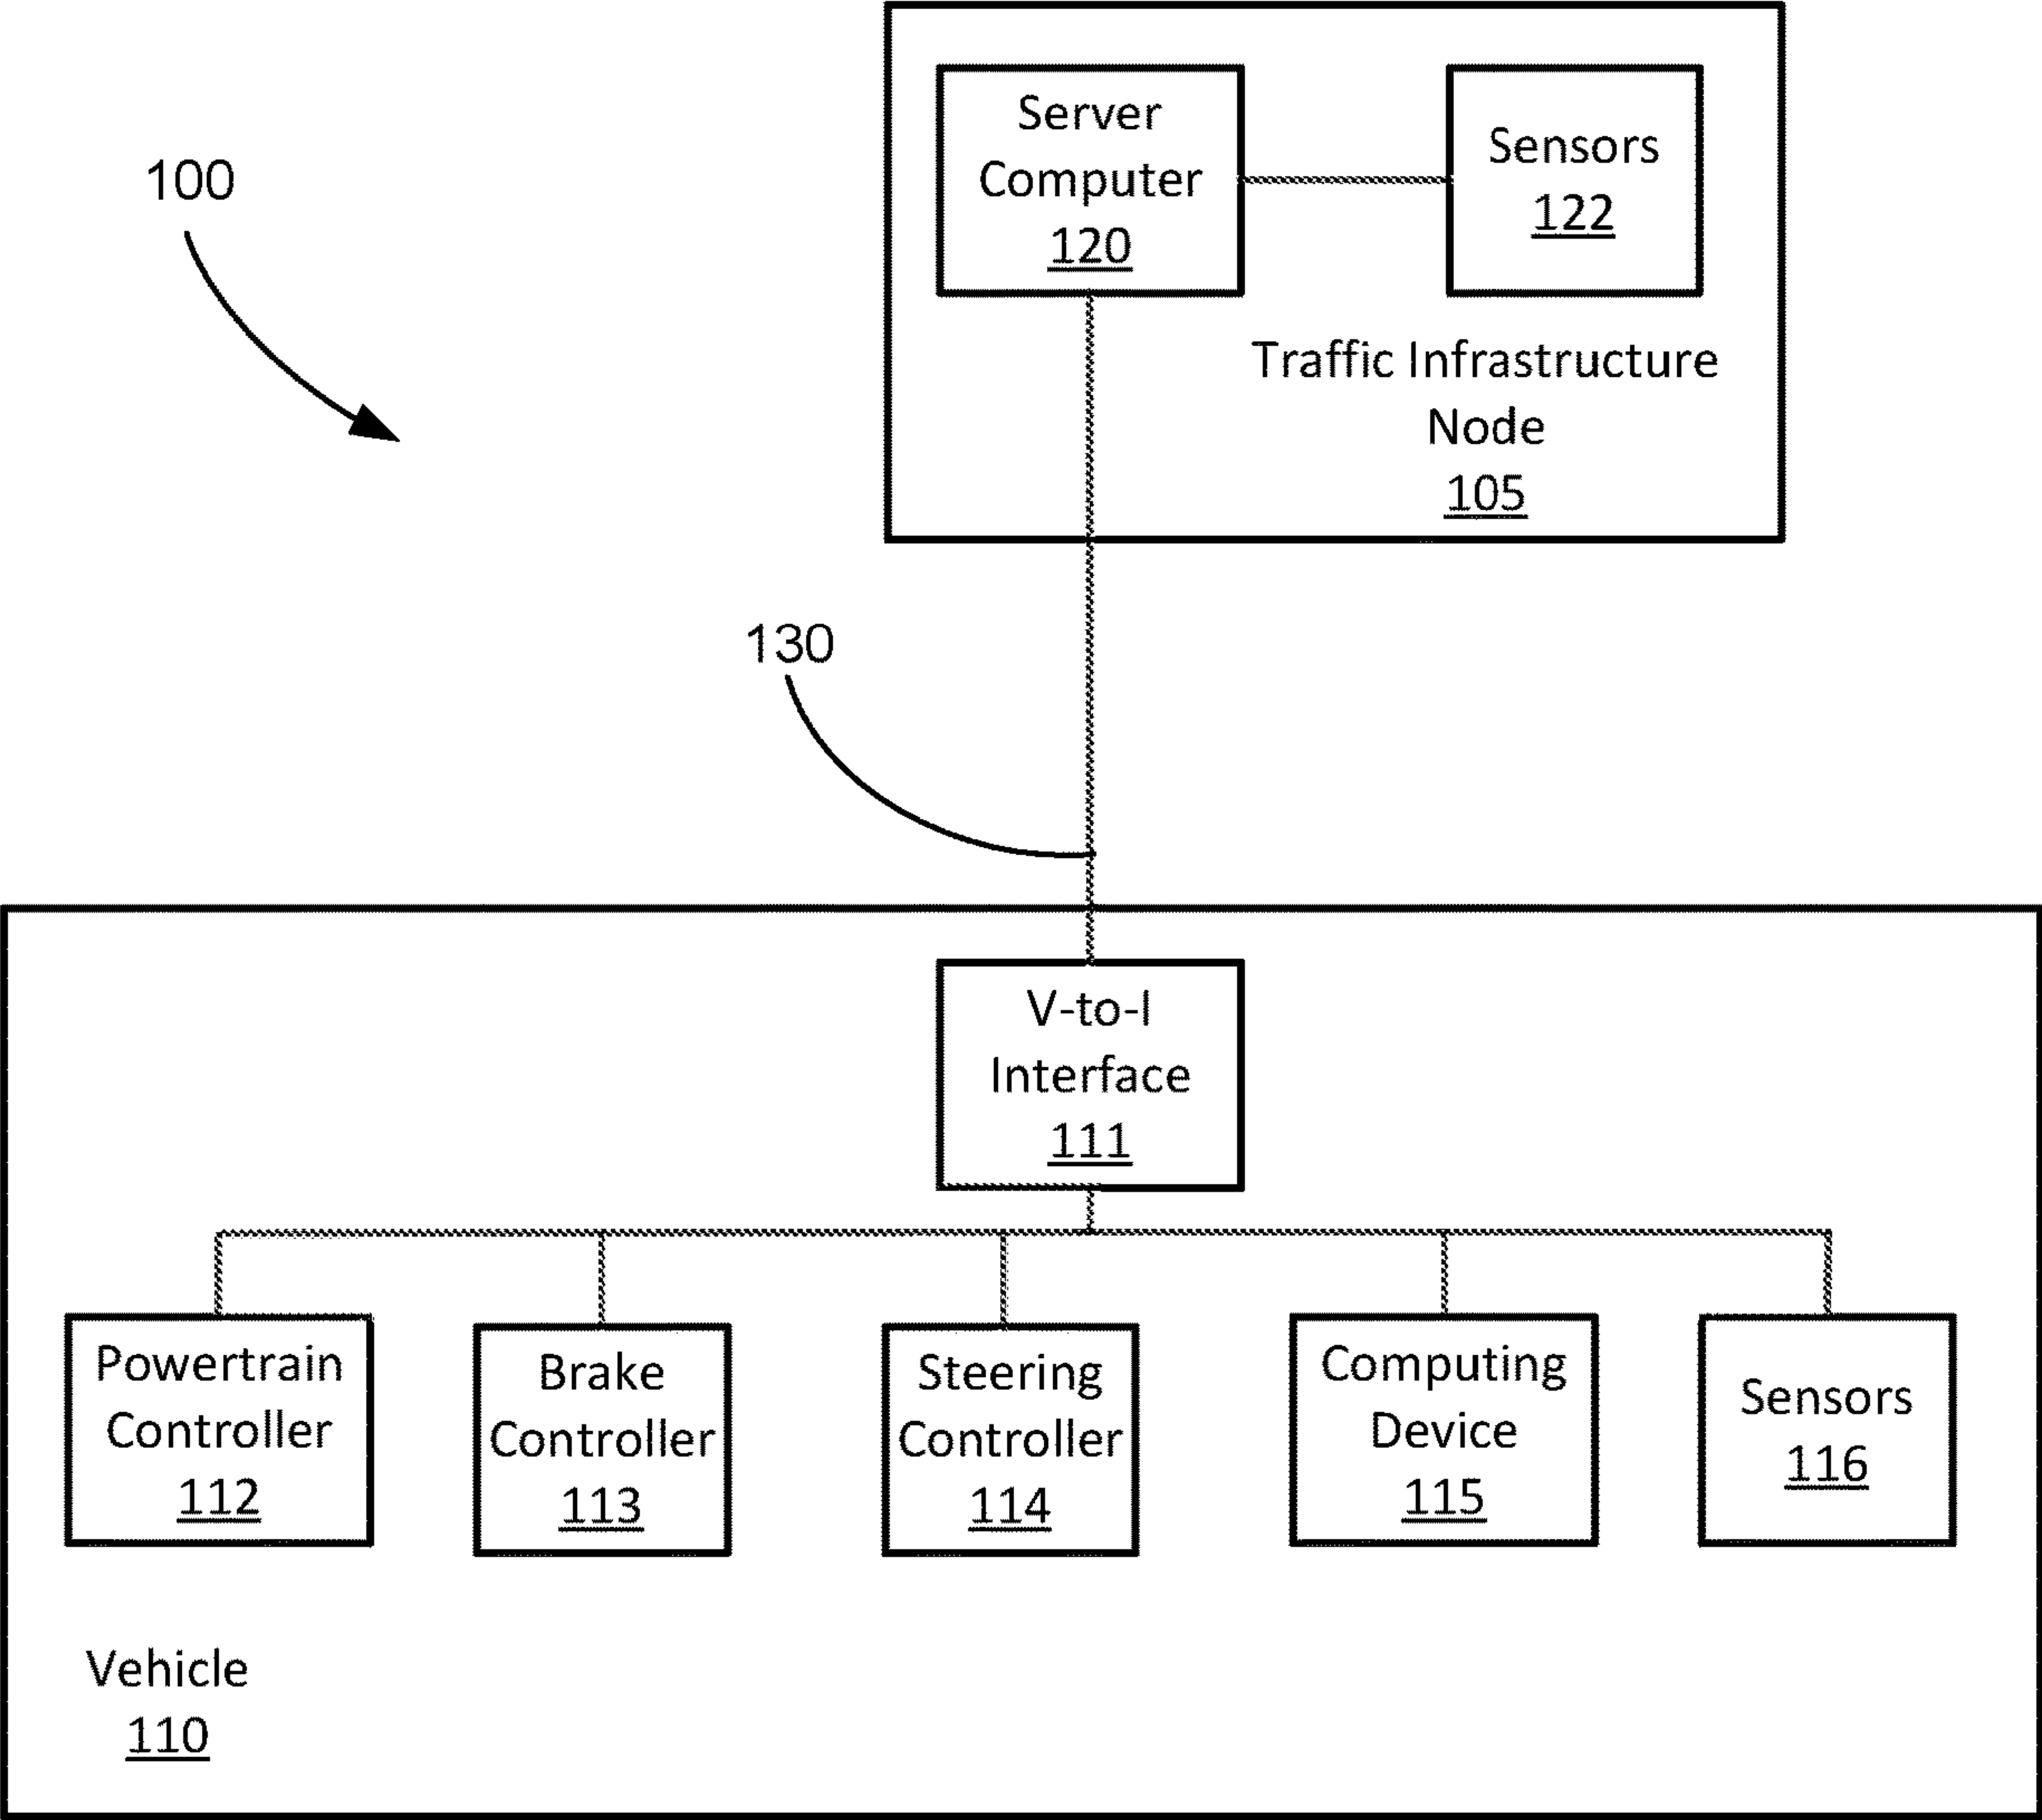 100
Server
Computer
120
Sensors
122
Traffic Infrastructure
Node
105
130
V-to-I
Interface
111
Powertrain
Controller
112
Brake
Controller
113
Steering
Controller
114
Computing
Device
115
Sensors
116
Vehicle
110